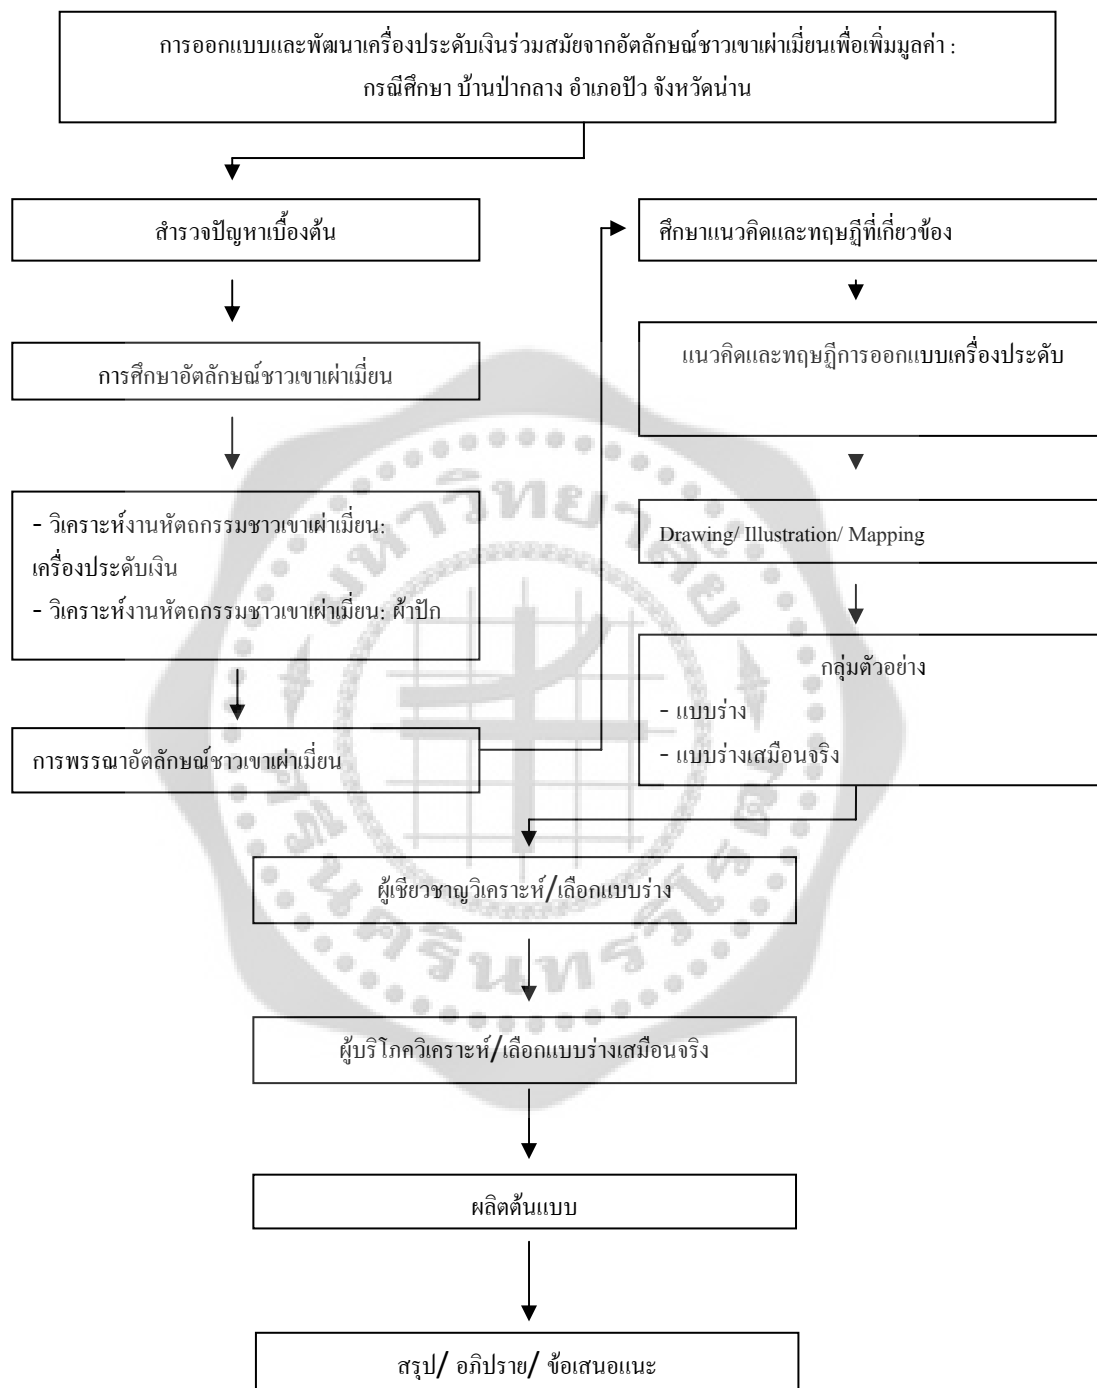 การออกแบบและพัฒนาเครื่องประดับเงินร่วมสมัยจากอัตลักษณ์ชาวเขาเผ่าเมี่ยนเพื่อเพิ่มมูลค่า :
กรณีศึกษา บ้านป่ากลาง อำเภอปัว จังหวัดน่าน
สำรวจปัญหาเบื้องต้น
การศึกษาอัตลักษณ์ชาวเขาเผ่าเมี่ยน
- วิเคราะห์งานหัตถกรรมชาวเขาเผ่าเมี่ยน:
เครื่องประดับเงิน
- วิเคราะห์งานหัตถกรรมชาวเขาเผ่าเมี่ยน: ผ้าปัก
การพรรณาอัตลักษณ์ชาวเขาเผ่าเมี่ยน
ศึกษาแนวคิดและทฤษฎีที่เกี่ยวข้อง
แนวคิดและทฤษฎีการออกแบบเครื่องประดับ
Drawing/ Illustration/ Mapping
กลุ่มตัวอย่าง
- แบบร่าง
- แบบร่างเสมือนจริง
ผู้เชียวชาญวิเคราะห์/เลือกแบบร่าง
ผู้บริโภควิเคราะห์/เลือกแบบร่างเสมือนจริง
ผลิตต้นแบบ
สรุป/ อภิปราย/ ข้อเสนอแนะ
มหาวิทยาลัย
ศรีนครินทรวิโรฒ